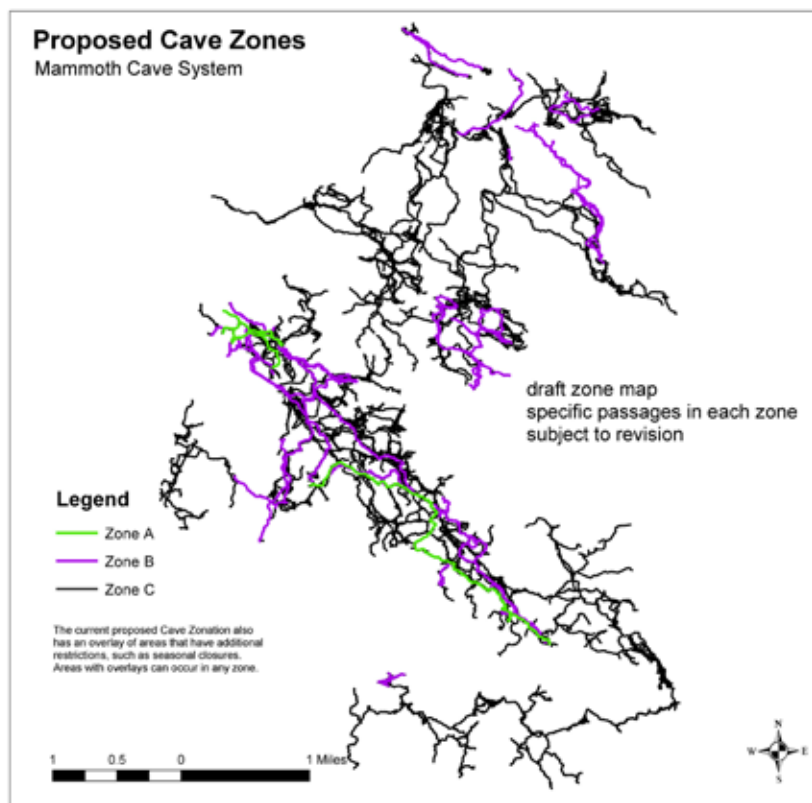 Proposed Cave Zones
Mammoth Cave System
draft zone map
specific passages in each zone
subject to revision
Legend
Zone A
Zone B
Zone C
The current proposed Cave Zonation also
has an overlay of areas that have additional
restrictions, such as seasonal closures.
Areas with overlays can occur in any zone.
1 0.5 0 1 Miles
N
W E
S